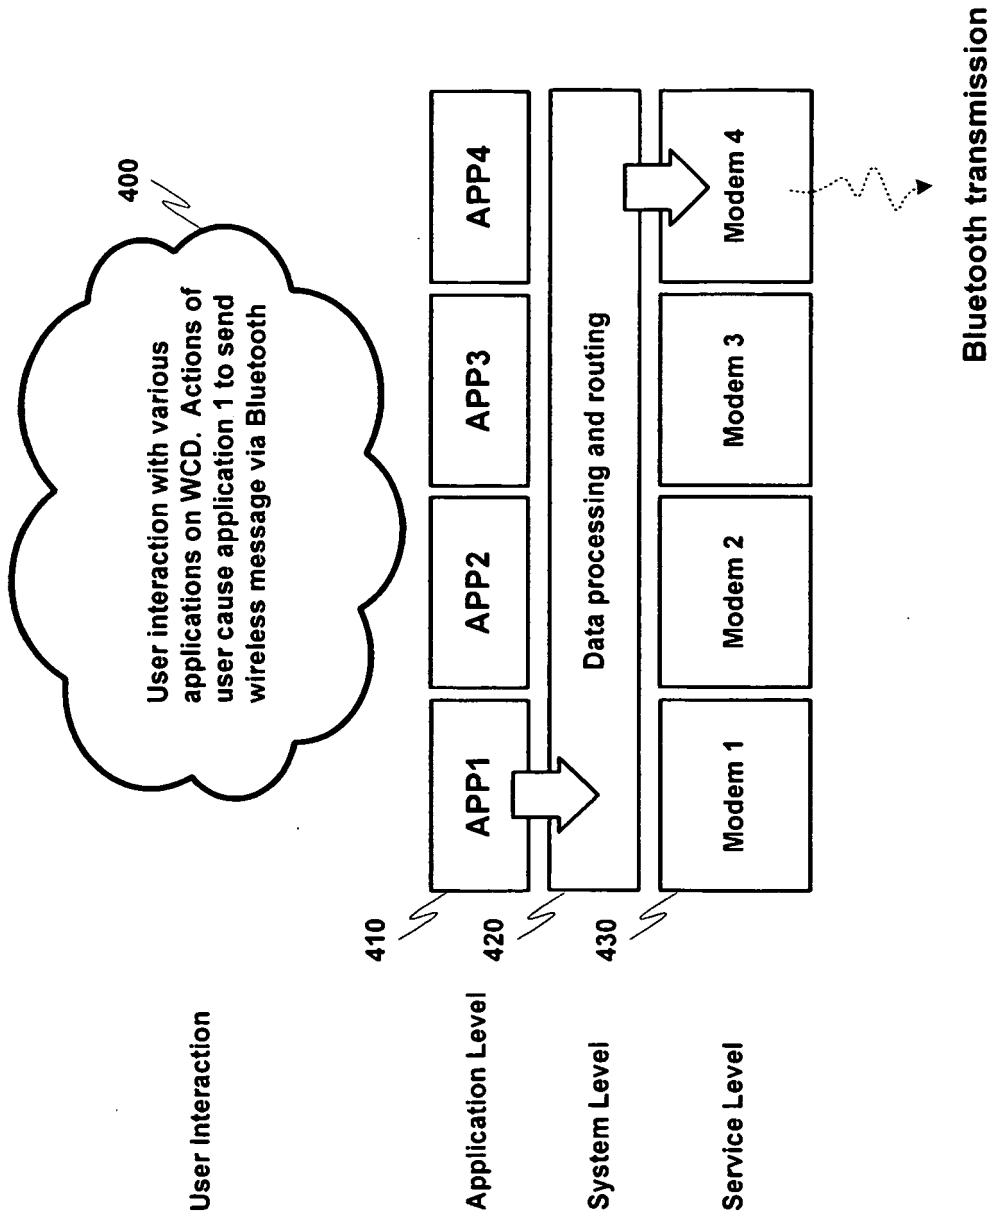 User Interaction
400
User interaction with various
applications on WCD.  Actions of
user cause application 1 to send
wireless message via Bluetooth
Application Level
410
APP1
APP2
APP3
APP4
System Level
420
Data processing and routing
Service Level
430
Modem 1
Modem 2
Modem 3
Modem 4
Bluetooth transmission